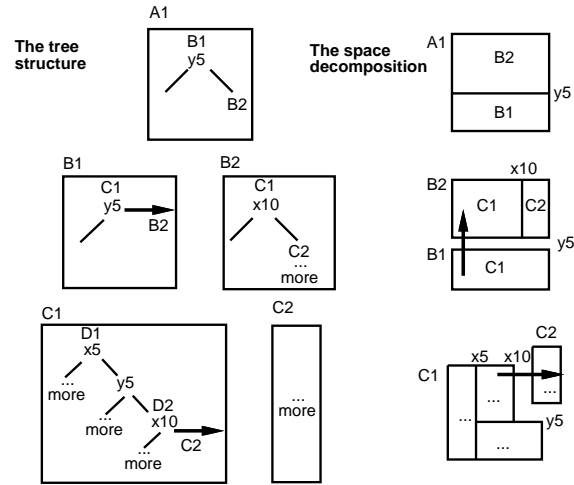 A1
The tree
structure
B1
y5
B2
The space
decomposition
A1
B2
y5
B1
B1
C1
y5
B2
B2
C1
x10
C2
...
more
x10
B2
C1
C2
y5
B1
C1
C1
D1
x5
...
more
y5
...
more
D2
x10
...
more
C2
C2
...
more
C2
x5
x10
C1
...
...
...
y5
...